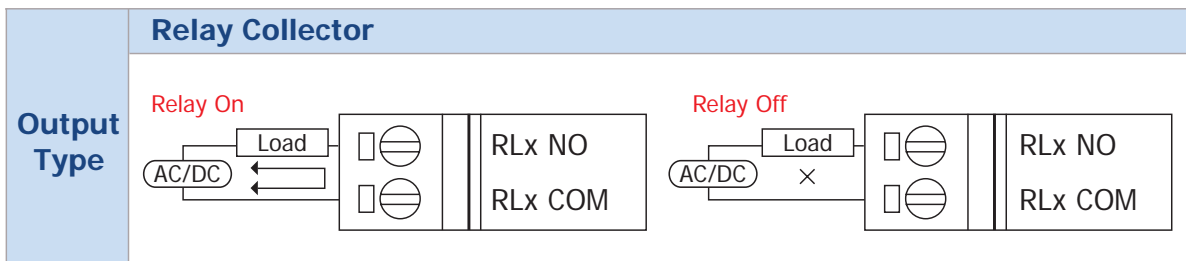 Relay Collector
Output
Type
Relay On
Load
AC/DC
RLx NO
RLx COM
Relay Off
Load
AC/DC
RLx NO
RLx COM